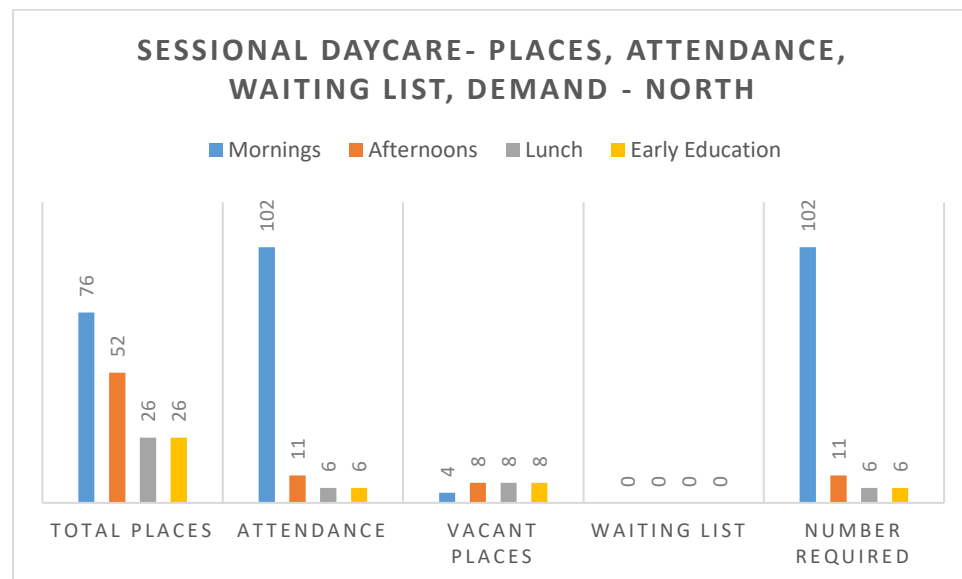 SESSIONAL DAYCARE- PLACES, ATTENDANCE,
WAITING LIST, DEMAND - NORTH
Mornings Afternoons Lunch Early Education
76 52 26 26
102 11 6 6
4 8 8 8
0 0 0 0
102 11 6 6
TOTAL PLACES ATTENDANCE VACANT PLACES WAITING LIST NUMBER REQUIRED